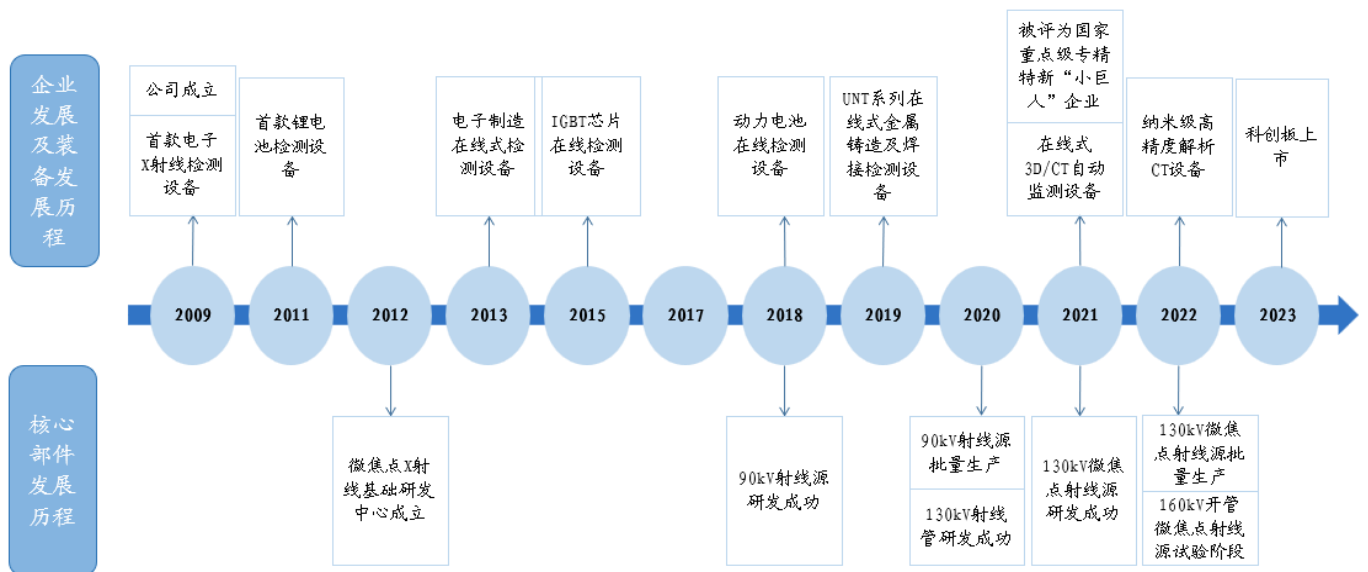 企业
发展
及装
备发
展历
程
公司成立
首款电子
X射线检测
设备
首款锂电
池检测设
备
电子制造
在线式检
测设备
IGBT芯片
在线检测
设备
动力电池
在线检测
设备
UNT系列在
线式金属
铸造及焊
接检测设
备
被评为国家
重点级专精
特新“小巨
人”企业
在线式
3D/CT自动
监测设备
纳米级高
精度解析
CT设备
科创板上
市
2009
2011
2012
2013
2015
2017
2018
2019
2020
2021
2022
2023
核心
部件
发展
历程
微焦点X射
线基础研发
中心成立
90kV射线源
研发成功
90kV射线源
批量生产
130kV射线
管研发成功
130kV微焦
点射线源
研发成功
130kV微焦
点射线源批
量生产
160kV开管
微焦点射线
源试验阶段